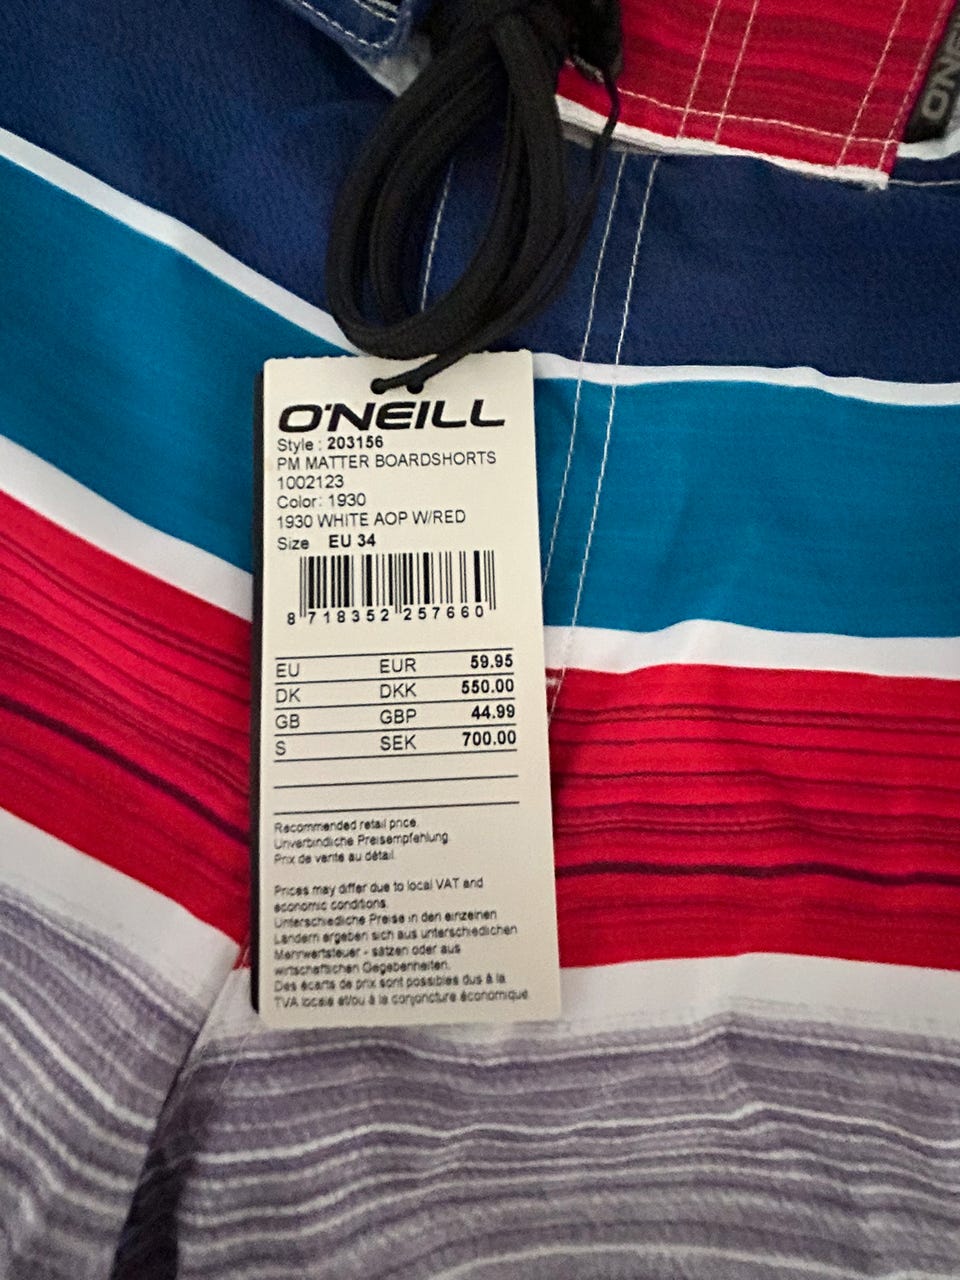 O'NEILL
O'NEILL
Style : 203156
PM MATTER BOARDSHORTS
1002123
Color: 1930
1930 WHITE AOP W/RED
Size EU 34
8 718352 257660
EU EUR 59.95
DK DKK 550.00
GB GBP 44.99
S SEK 700.00
Recommended retail price.
Unverbindliche Preisempfehlung.
Prix de vente au détail.
Prices may differ due to local VAT and
economic conditions.
Unterschiedliche Preise in den einzelnen
Ländern ergeben sich aus unterschiedlichen
Mehrwertsteuer - sätzen oder aus
wirtschaftlichen Gegebenheiten.
Des écarts de prix sont possibles dus à la
TVA locale et/ou à la conjoncture économique